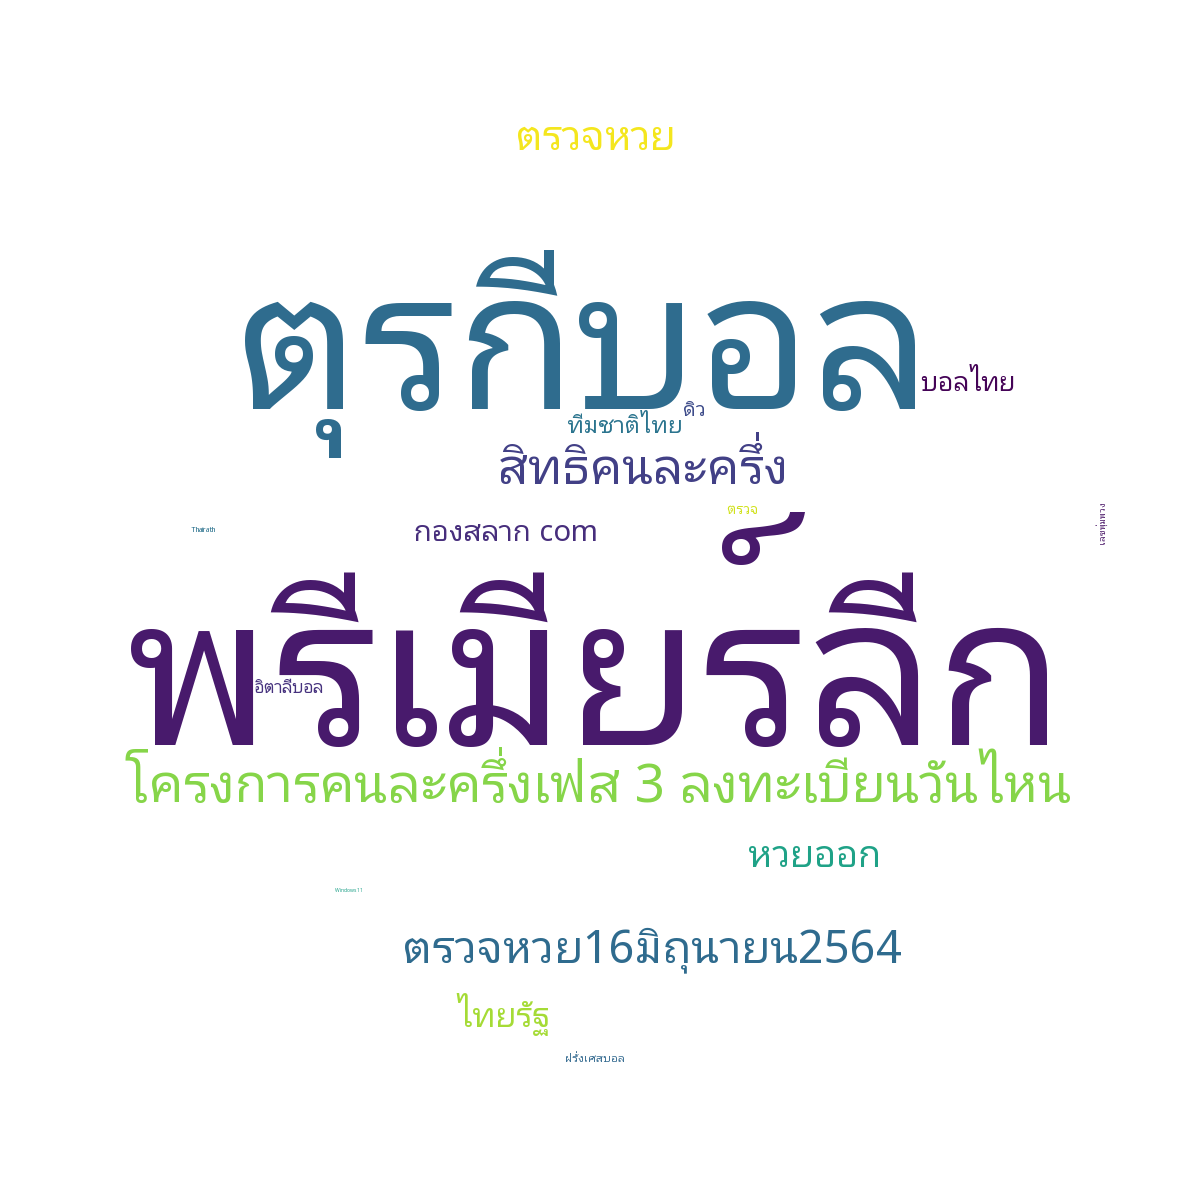 ตรวจหวย
ตุรกีบอล
บอลไทย
ดิว
ทีมชาติไทย
สิทธิคนละครึ่ง
ตรวจ
กองสลาก com
Thairath
พรีเมียร์ลีก
อิตาลีบอล
โครงการคนละครึ่งเฟส 3 ลงทะเบียนวันไหน
หวยออก
Windows11
ตรวจหวย16มิถุนายน2564
ไทยรัฐ
ฝรั่งเศสบอล